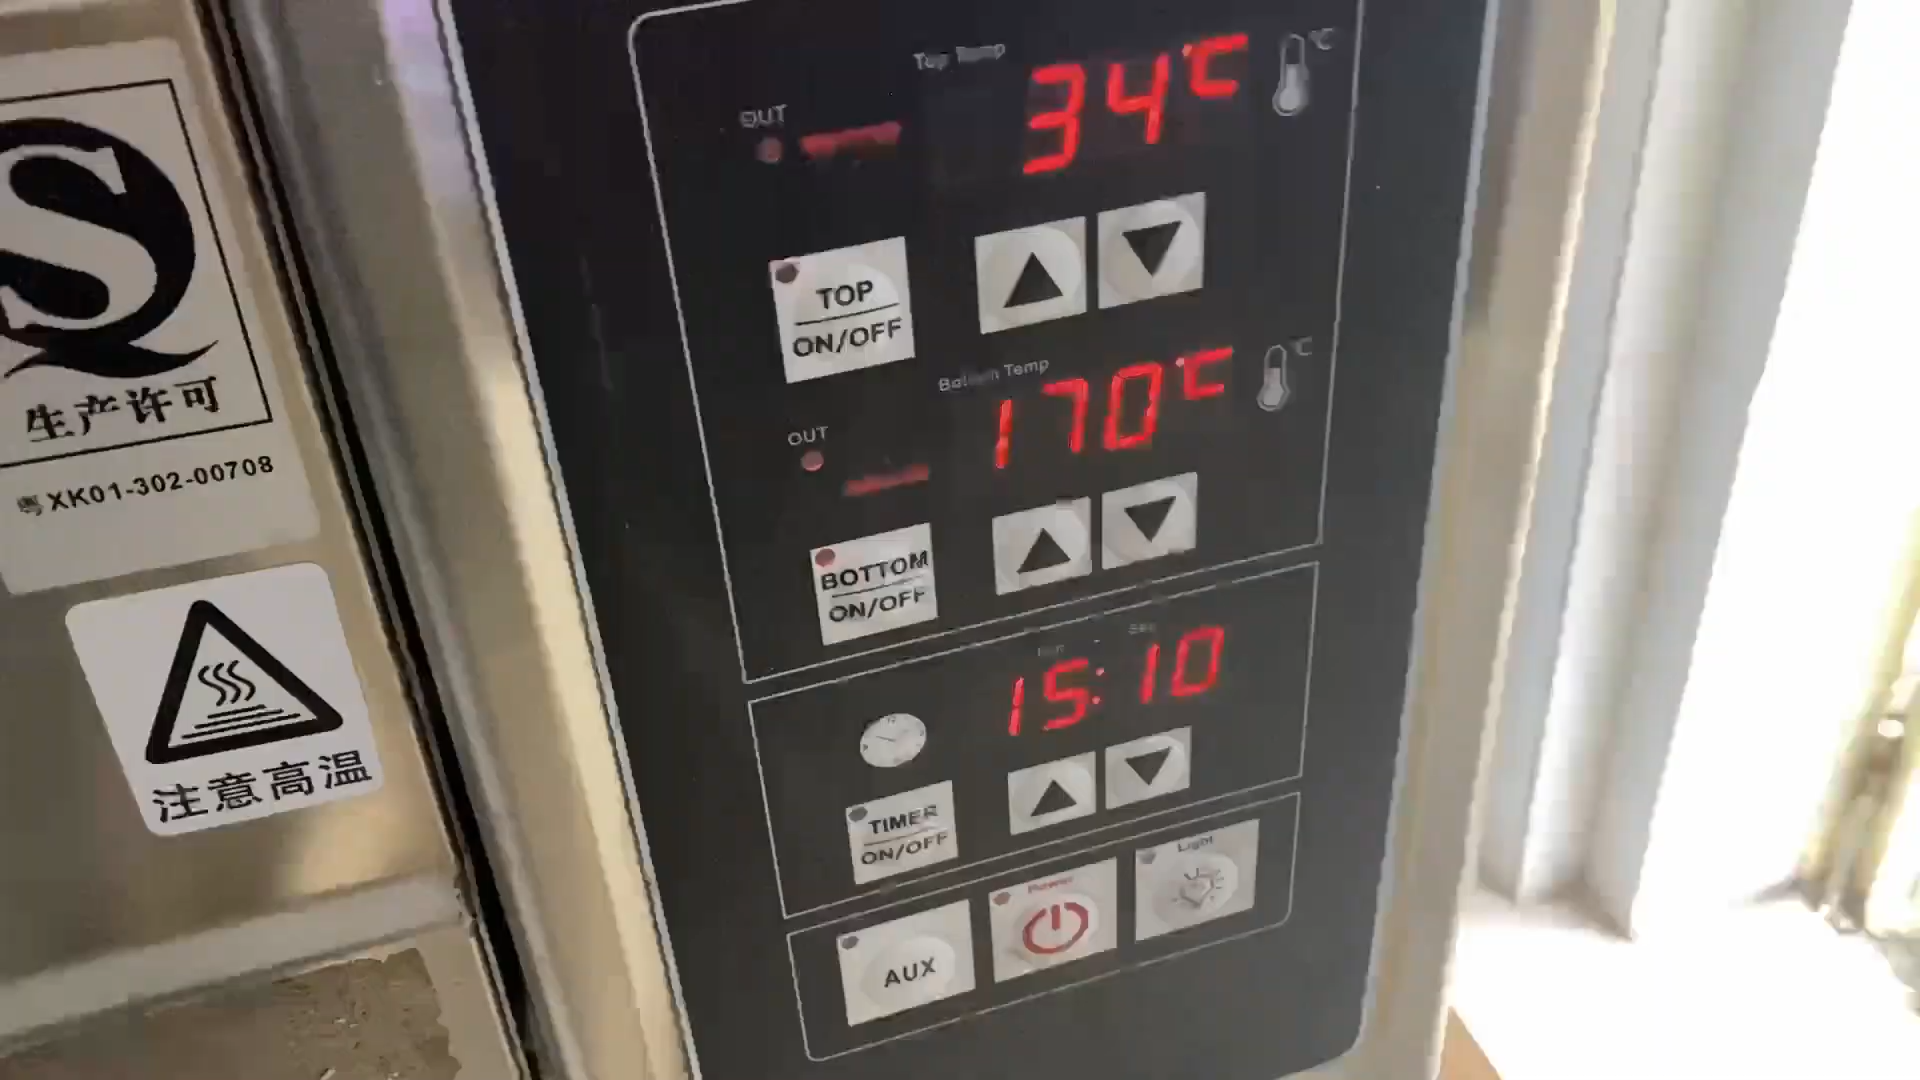 QS
生产许可
粤XK01-302-00708
注意高温
Top Temp
34℃
℃
OUT
TOP
ON/OFF
Bottom Temp
170℃
℃
OUT
BOTTOM
ON/OFF
Sec
15:10
TIMER
ON/OFF
AUX
Power
Light